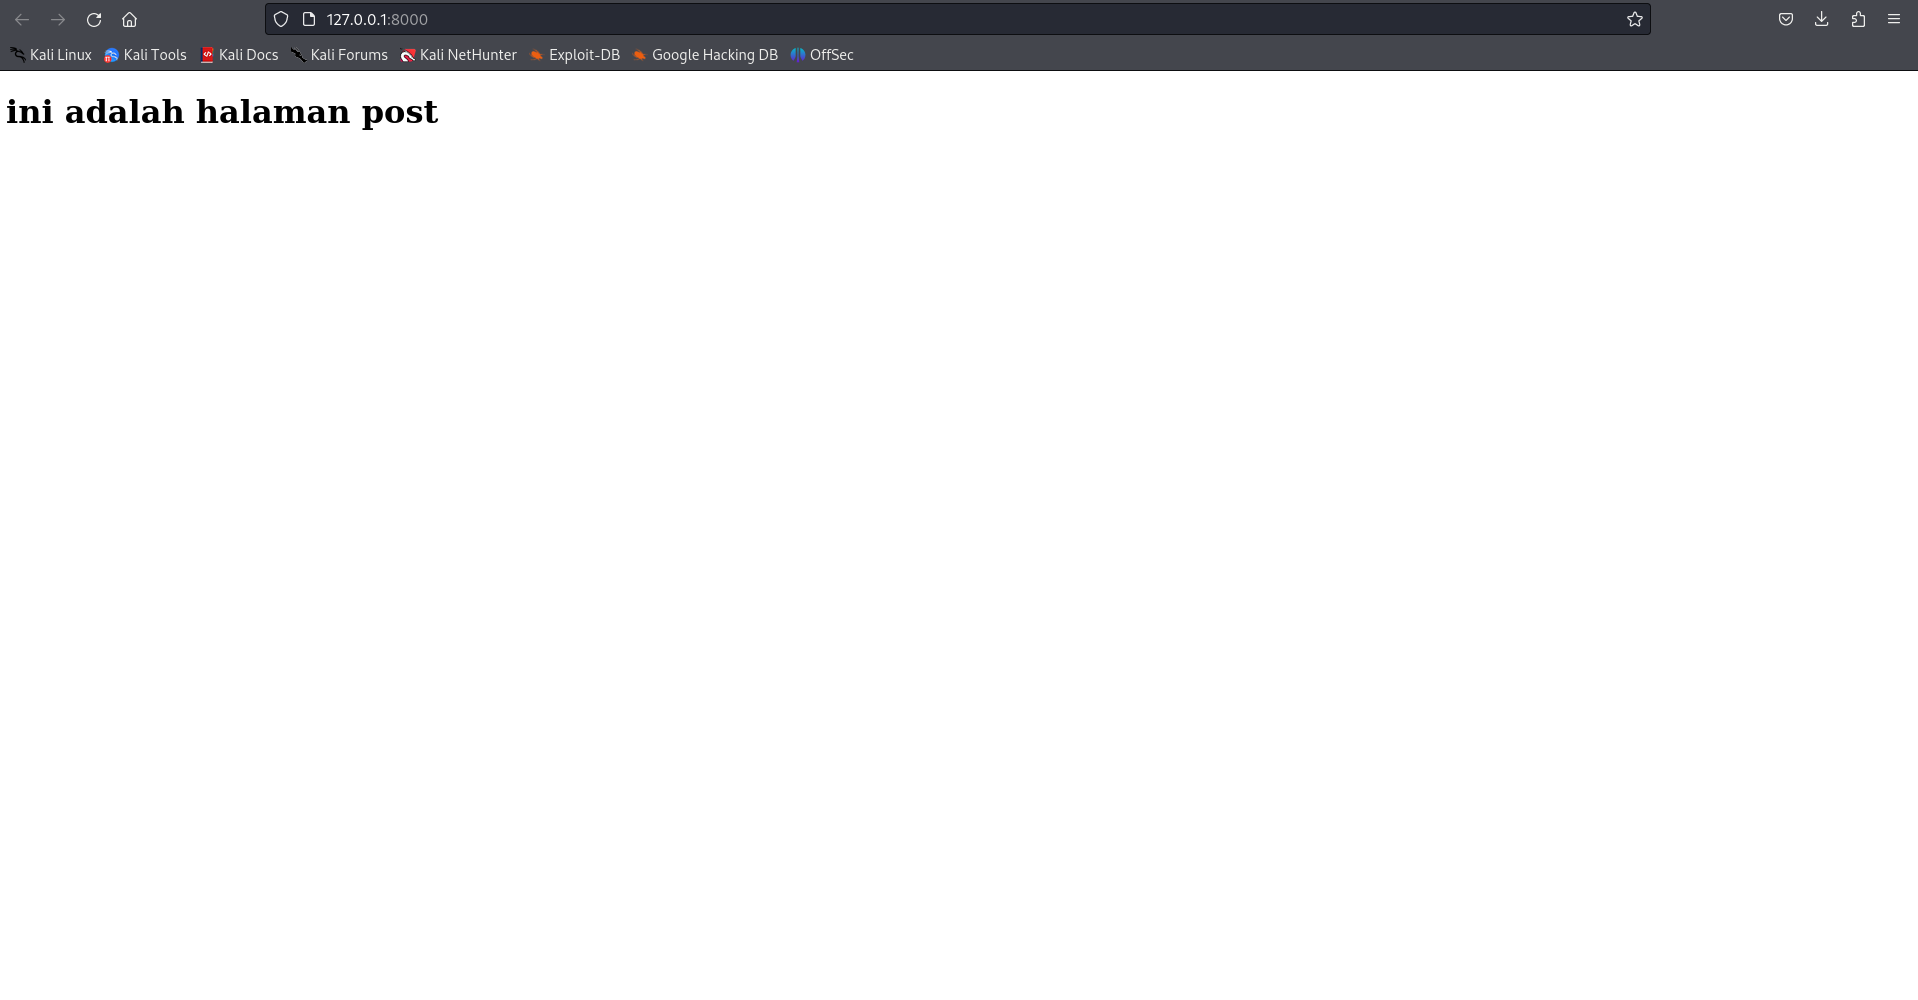 127.0.0.1:8000
Kali Linux Kali Tools Kali Docs Kali Forums Kali NetHunter Exploit-DB Google Hacking DB OffSec
ini adalah halaman post